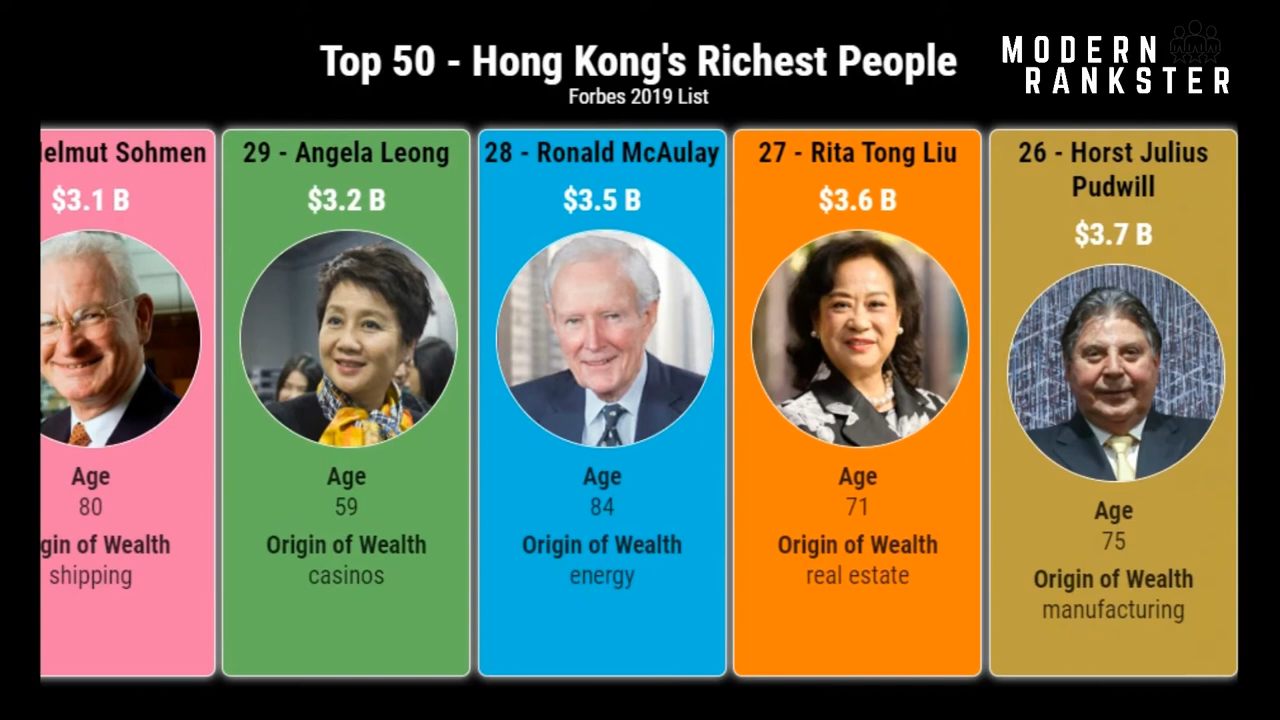 Top 50 - Hong Kong's Richest People
Forbes 2019 List
MODERN
RANKSTER
elmut Sohmen
$3.1 B
Age
80
gin of Wealth
shipping
29 - Angela Leong
$3.2 B
Age
59
Origin of Wealth
casinos
28 - Ronald McAulay
$3.5 B
Age
84
Origin of Wealth
energy
27 - Rita Tong Liu
$3.6 B
Age
71
Origin of Wealth
real estate
26 - Horst Julius
Pudwill
$3.7 B
Age
75
Origin of Wealth
manufacturing